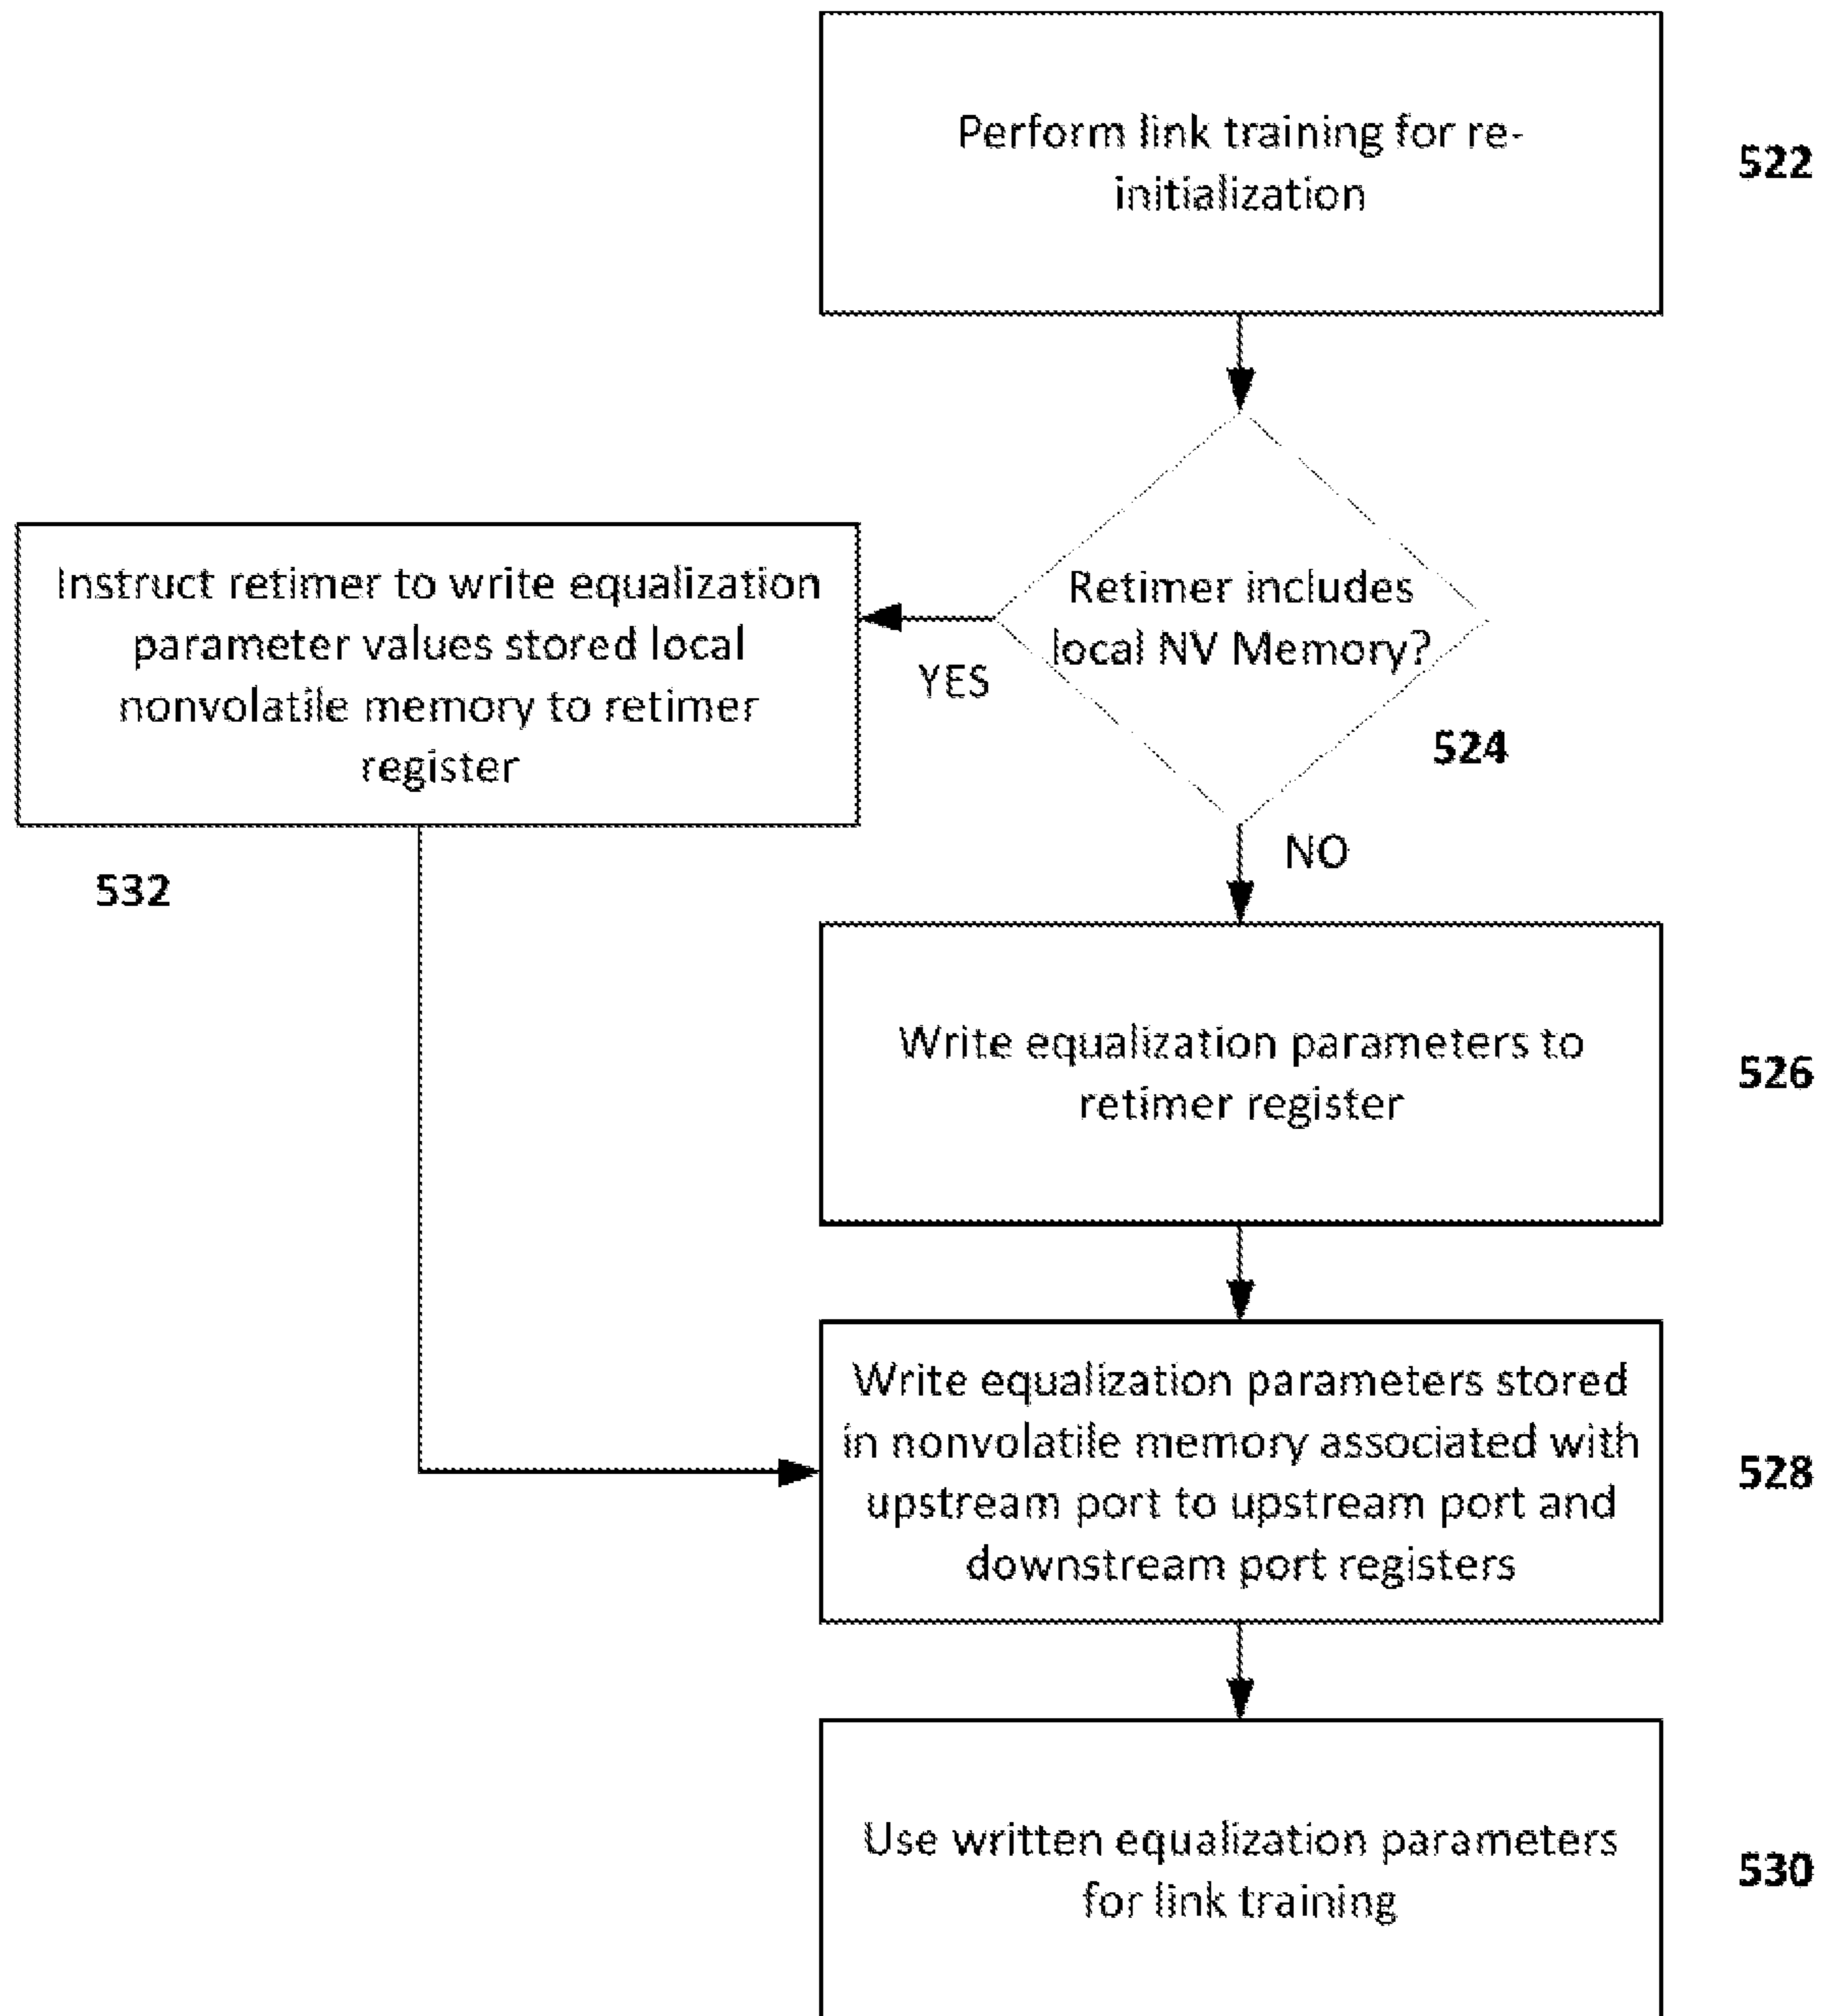 Perform link training for re-
initialization
522
Retimer includes
local NV Memory?
524
YES
NO
Instruct retimer to write equalization
parameter values stored local
nonvolatile memory to retimer
register
532
Write equalization parameters to
retimer register
526
Write equalization parameters stored
in nonvolatile memory associated with
upstream port to upstream port and
downstream port registers
528
Use written equalization parameters
for link training
530